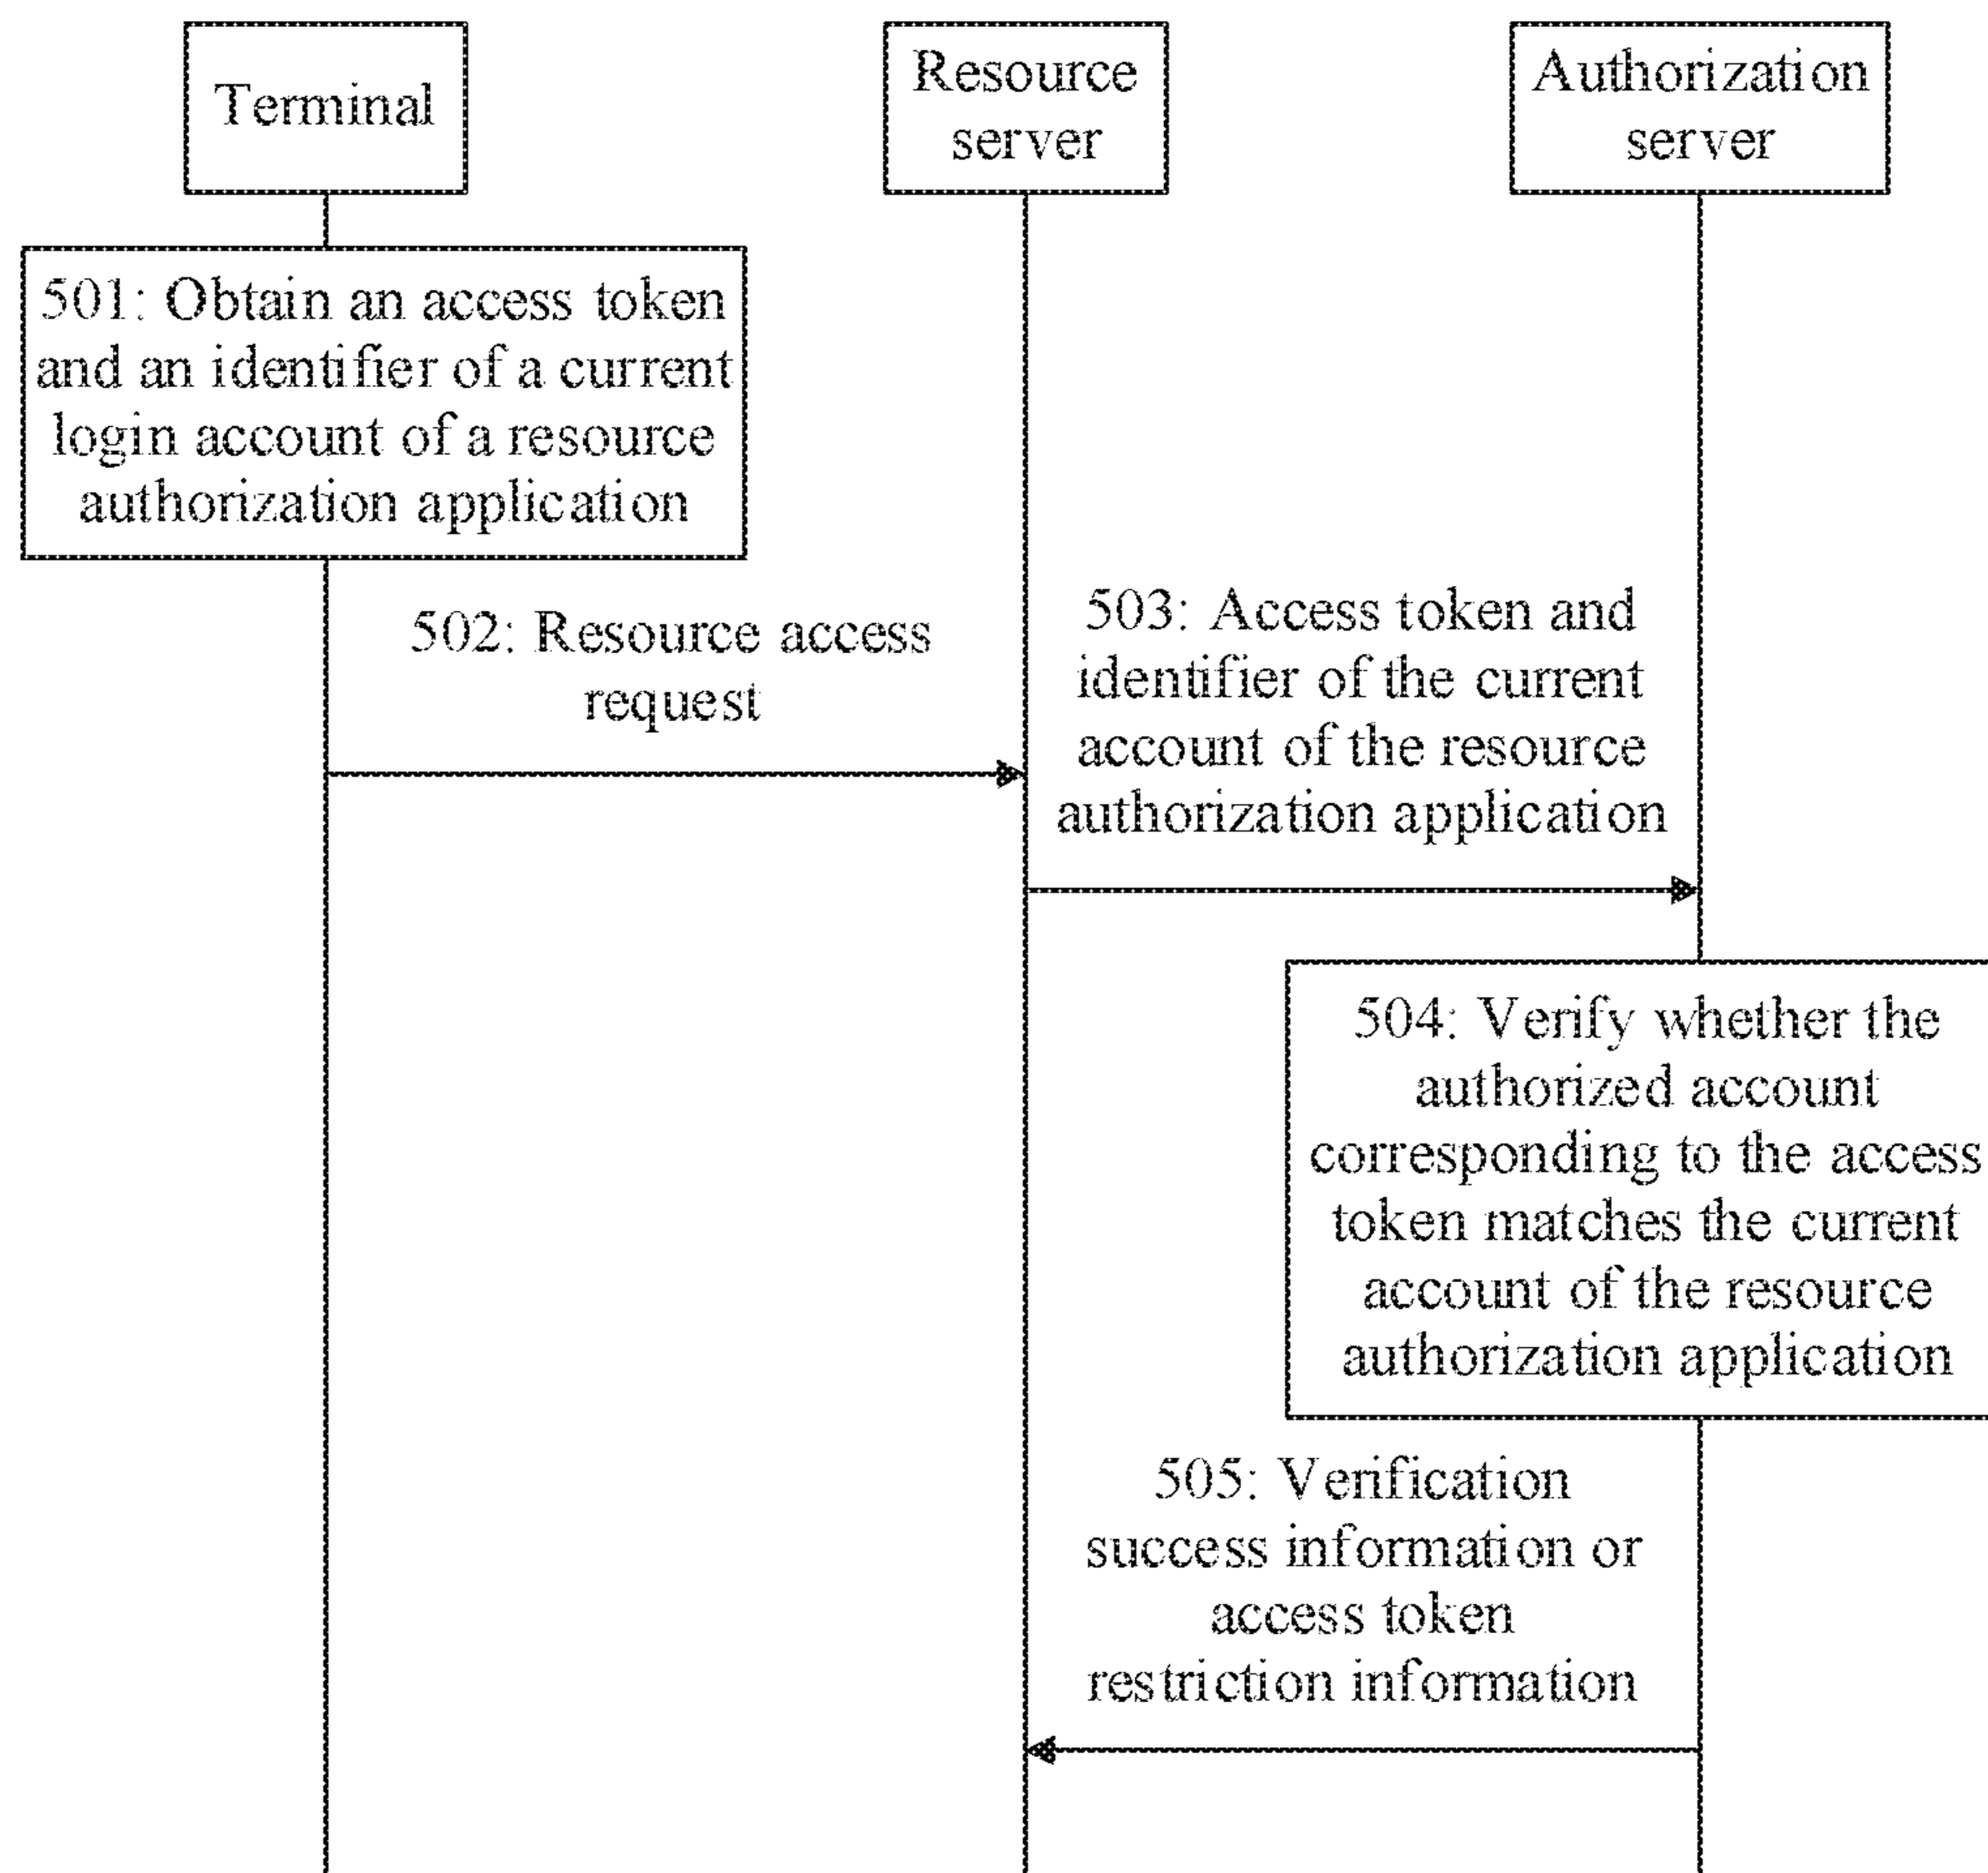 Terminal
Resource
server
Authorization
server
501: Obtain an access token
and an identifier of a current
login account of a resource
authorization application
502: Resource access
request
503: Access token and
identifier of the current
account of the resource
authorization application
504: Verify whether the
authorized account
corresponding to the access
token matches the current
account of the resource
authorization application
505: Verification
success information or
access token
restriction information